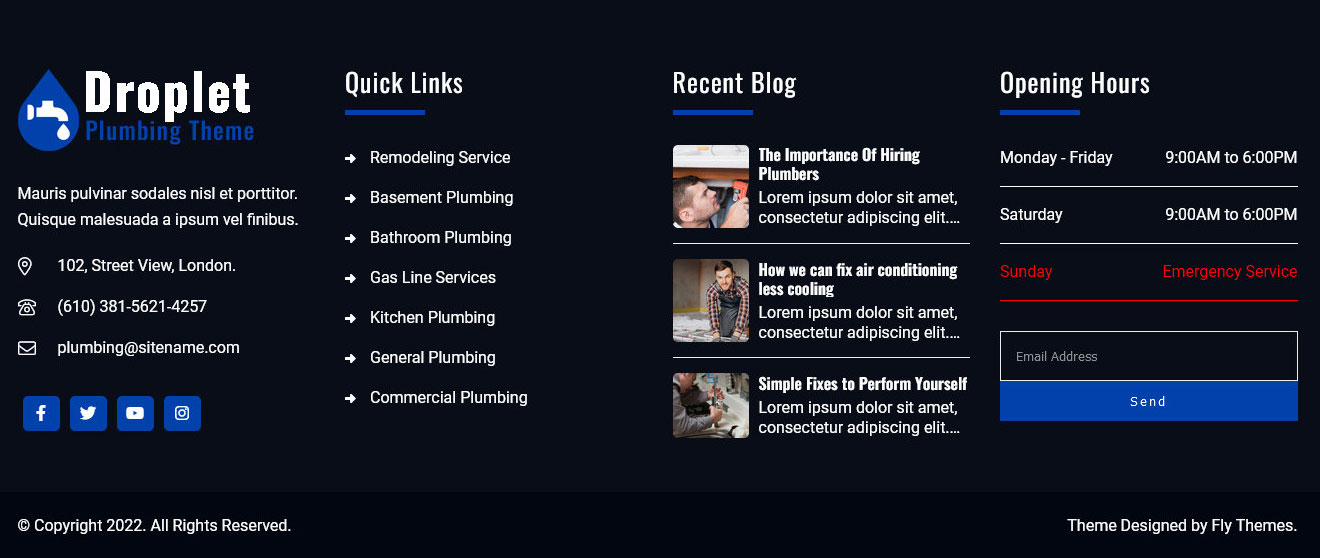 Droplet
Plumbing Theme
Mauris pulvinar sodales nisl et porttitor.
Quisque malesuada a ipsum vel finibus.
102, Street View, London.
(610) 381-5621-4257
plumbing@sitename.com
Quick Links
Remodeling Service
Basement Plumbing
Bathroom Plumbing
Gas Line Services
Kitchen Plumbing
General Plumbing
Commercial Plumbing
Recent Blog
The Importance Of Hiring
Plumbers
Lorem ipsum dolor sit amet,
consectetur adipiscing elit....
How we can fix air conditioning
less cooling
Lorem ipsum dolor sit amet,
consectetur adipiscing elit....
Simple Fixes to Perform Yourself
Lorem ipsum dolor sit amet,
consectetur adipiscing elit....
Opening Hours
Monday - Friday 9:00AM to 6:00PM
Saturday 9:00AM to 6:00PM
Sunday Emergency Service
Email Address
Send
© Copyright 2022. All Rights Reserved.
Theme Designed by Fly Themes.